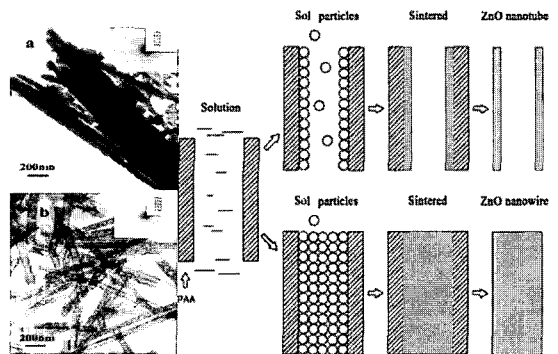 a
200nm
b
200nm
Solution
PAA
Sol particles
Sintered
ZnO nanotube
Sol particles
Sintered
ZnO nanowire